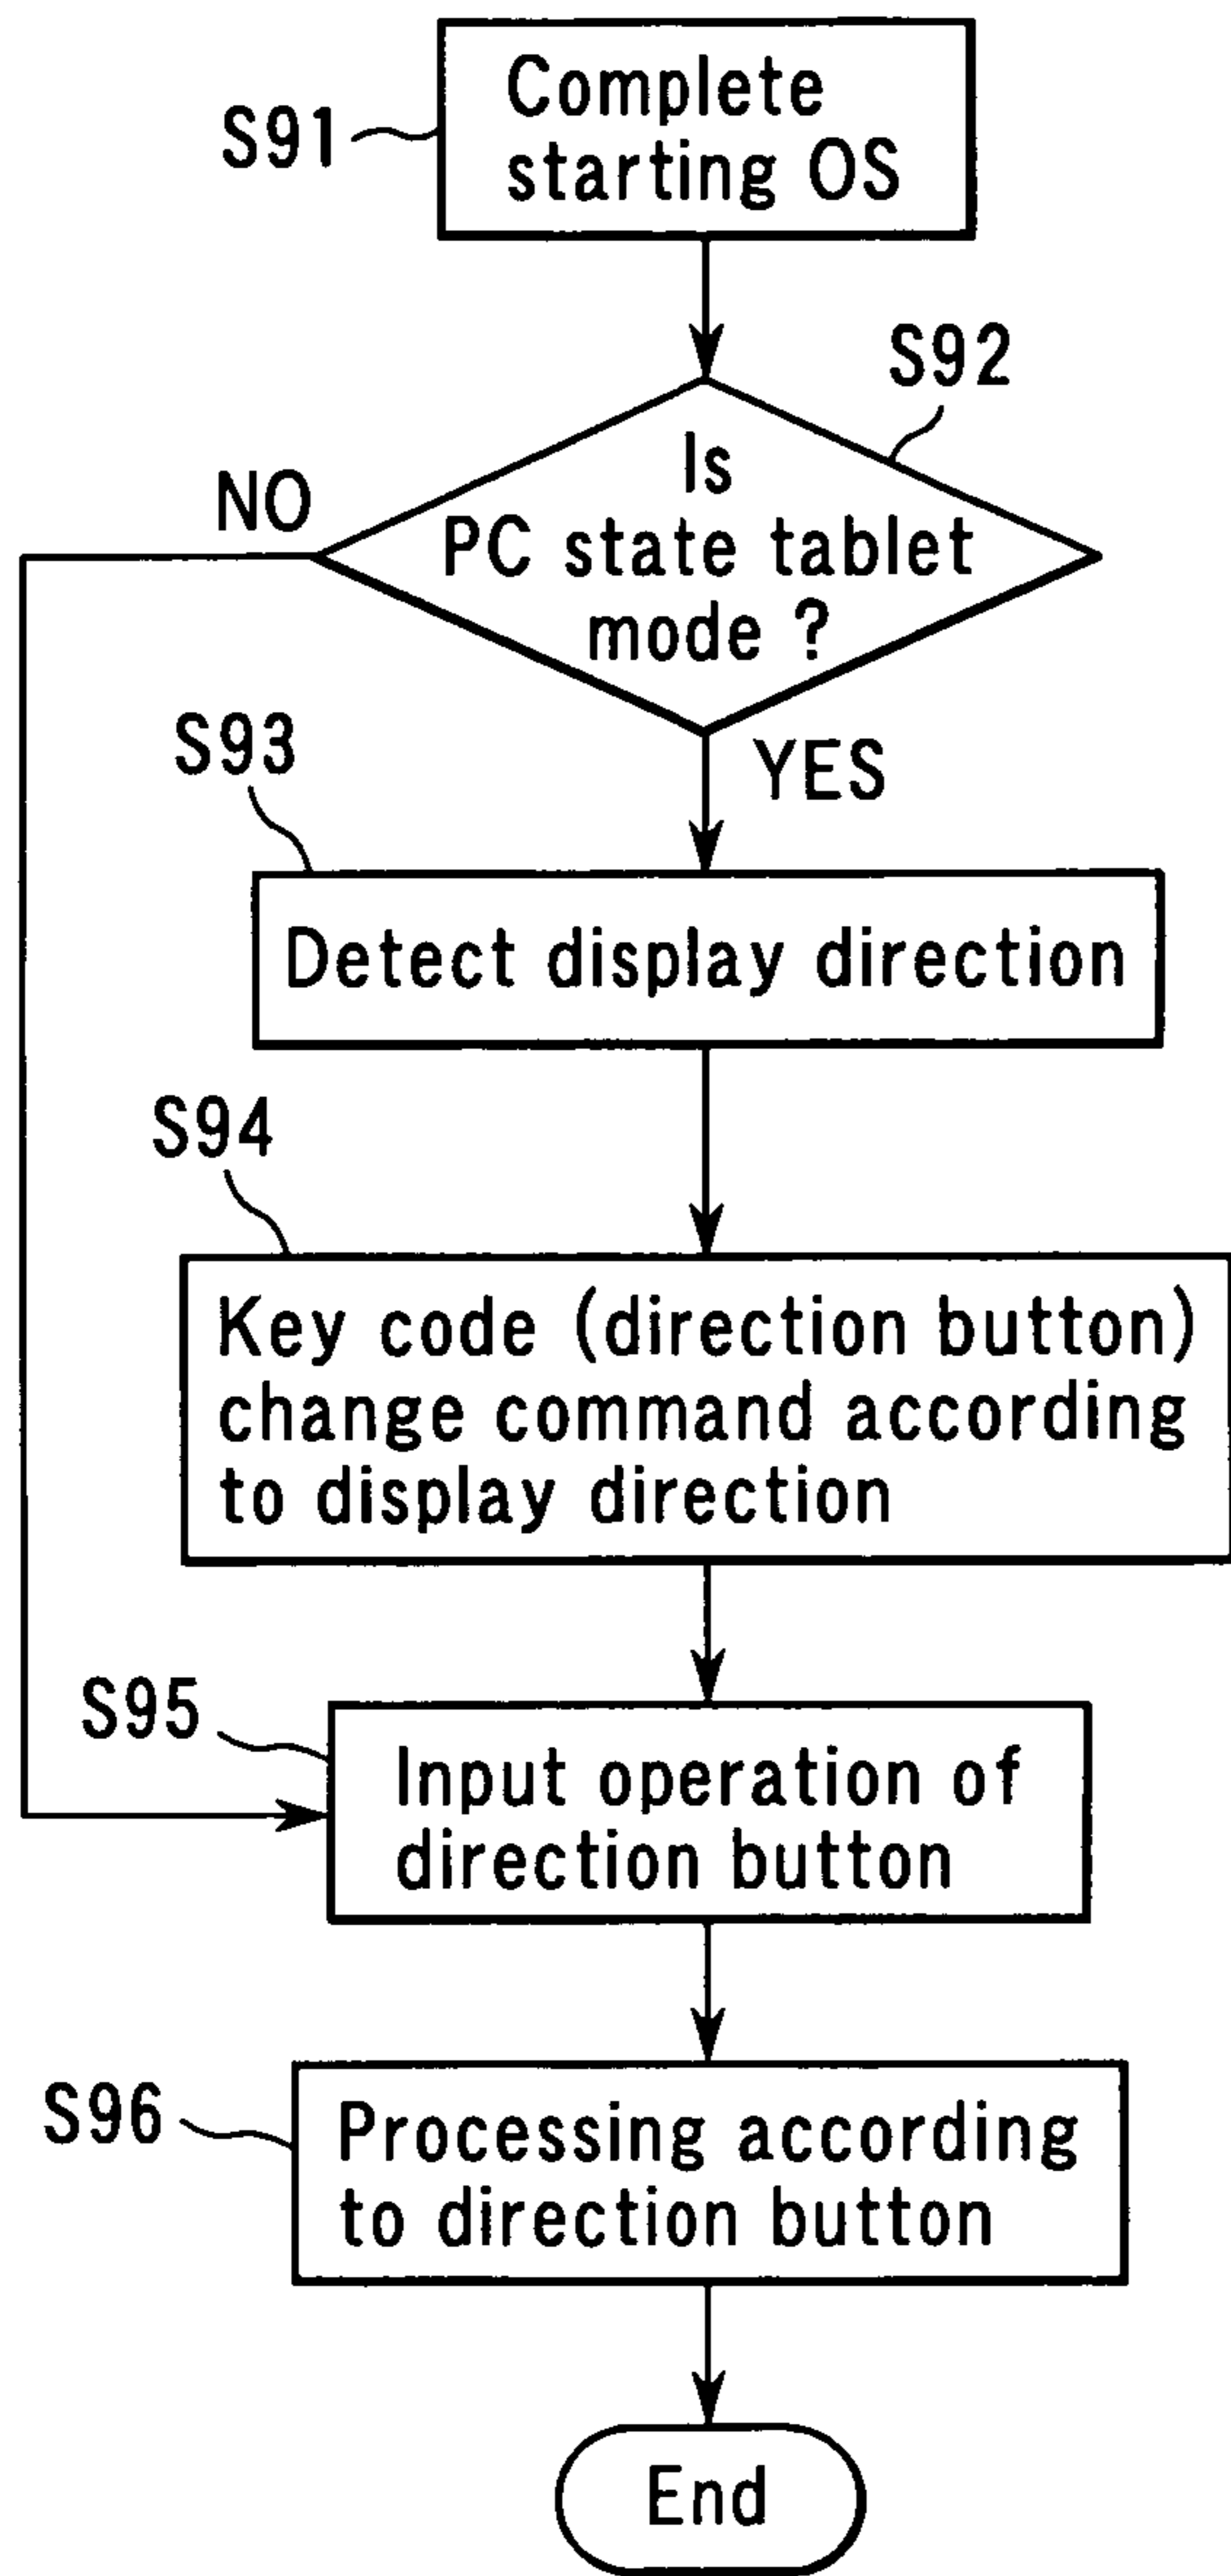 Complete
starting OS
S91
S92
Is
PC state tablet
mode ?
NO
YES
S93
Detect display direction
S94
Key code (direction button)
change command according
to display direction
S95
Input operation of
direction button
S96
Processing according
to direction button
End